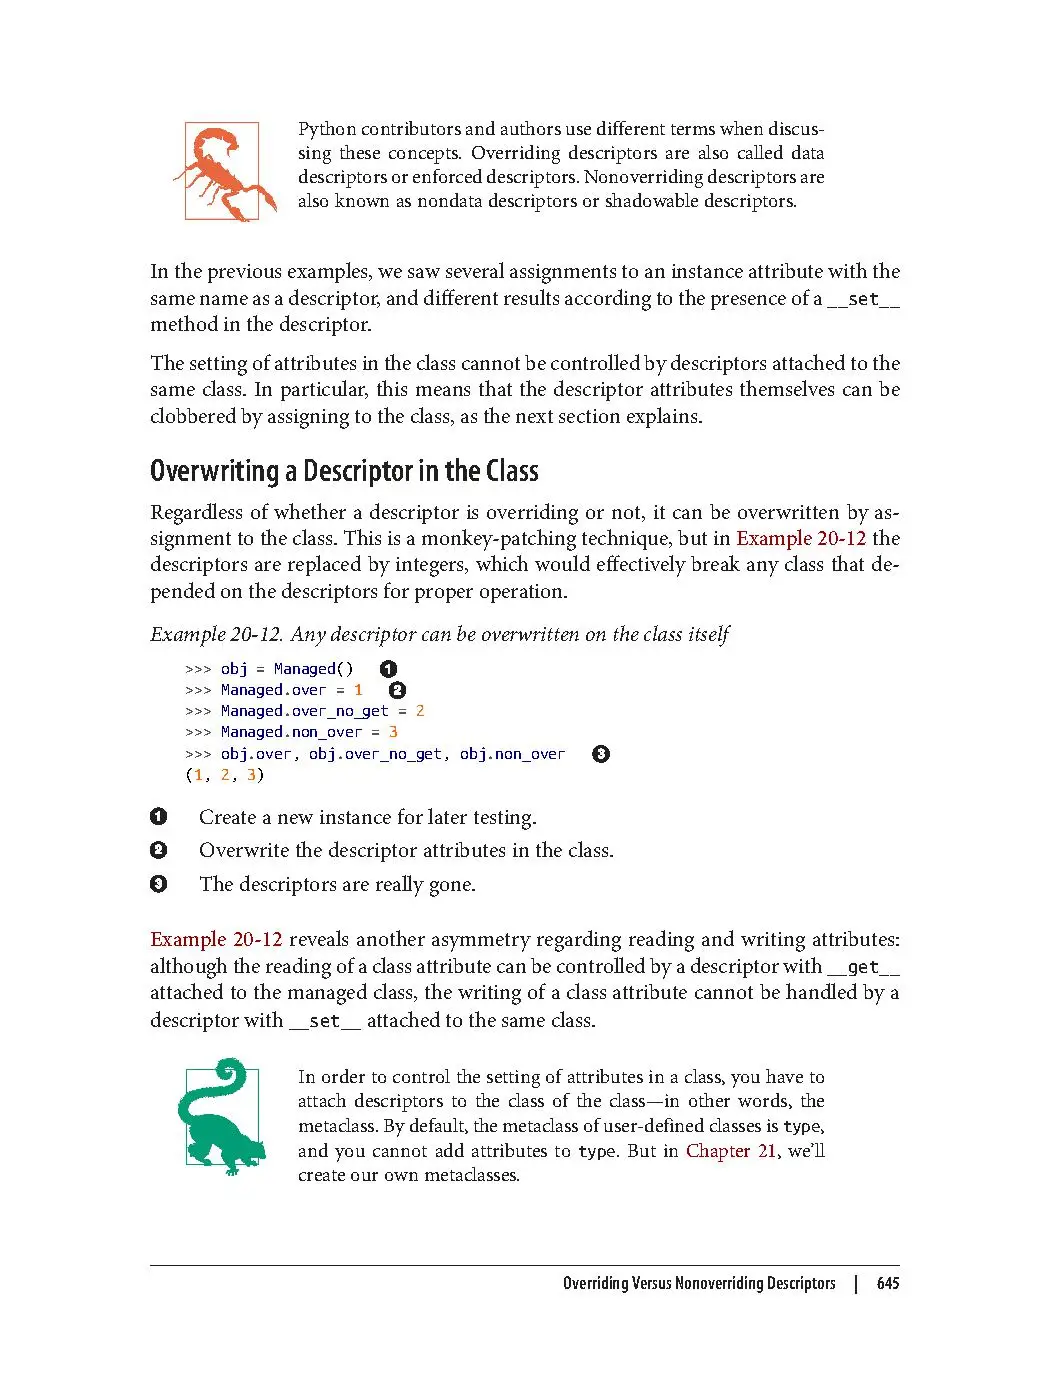 Python contributors and authors use different terms when discus-
sing these concepts. Overriding descriptors are also called data
descriptors or enforced descriptors. Nonoverriding descriptors are
also known as nondata descriptors or shadowable descriptors.
In the previous examples, we saw several assignments to an instance attribute with the
same name as a descriptor, and different results according to the presence of a __set__
method in the descriptor.
The setting of attributes in the class cannot be controlled by descriptors attached to the
same class. In particular, this means that the descriptor attributes themselves can be
clobbered by assigning to the class, as the next section explains.
Overwriting a Descriptor in the Class
Regardless of whether a descriptor is overriding or not, it can be overwritten by as-
signment to the class. This is a monkey-patching technique, but in Example 20-12 the
descriptors are replaced by integers, which would effectively break any class that de-
pended on the descriptors for proper operation.
Example 20-12. Any descriptor can be overwritten on the class itself
>>> obj = Managed() ❶
>>> Managed.over = 1 ❷
>>> Managed.over_no_get = 2
>>> Managed.non_over = 3
>>> obj.over, obj.over_no_get, obj.non_over ❸
(1, 2, 3)
❶ Create a new instance for later testing.
❷ Overwrite the descriptor attributes in the class.
❸ The descriptors are really gone.
Example 20-12 reveals another asymmetry regarding reading and writing attributes:
although the reading of a class attribute can be controlled by a descriptor with __get__
attached to the managed class, the writing of a class attribute cannot be handled by a
descriptor with __set__ attached to the same class.
In order to control the setting of attributes in a class, you have to
attach descriptors to the class of the class—in other words, the
metaclass. By default, the metaclass of user-defined classes is type,
and you cannot add attributes to type. But in Chapter 21, we'll
create our own metaclasses.
Overriding Versus Nonoverriding Descriptors | 645